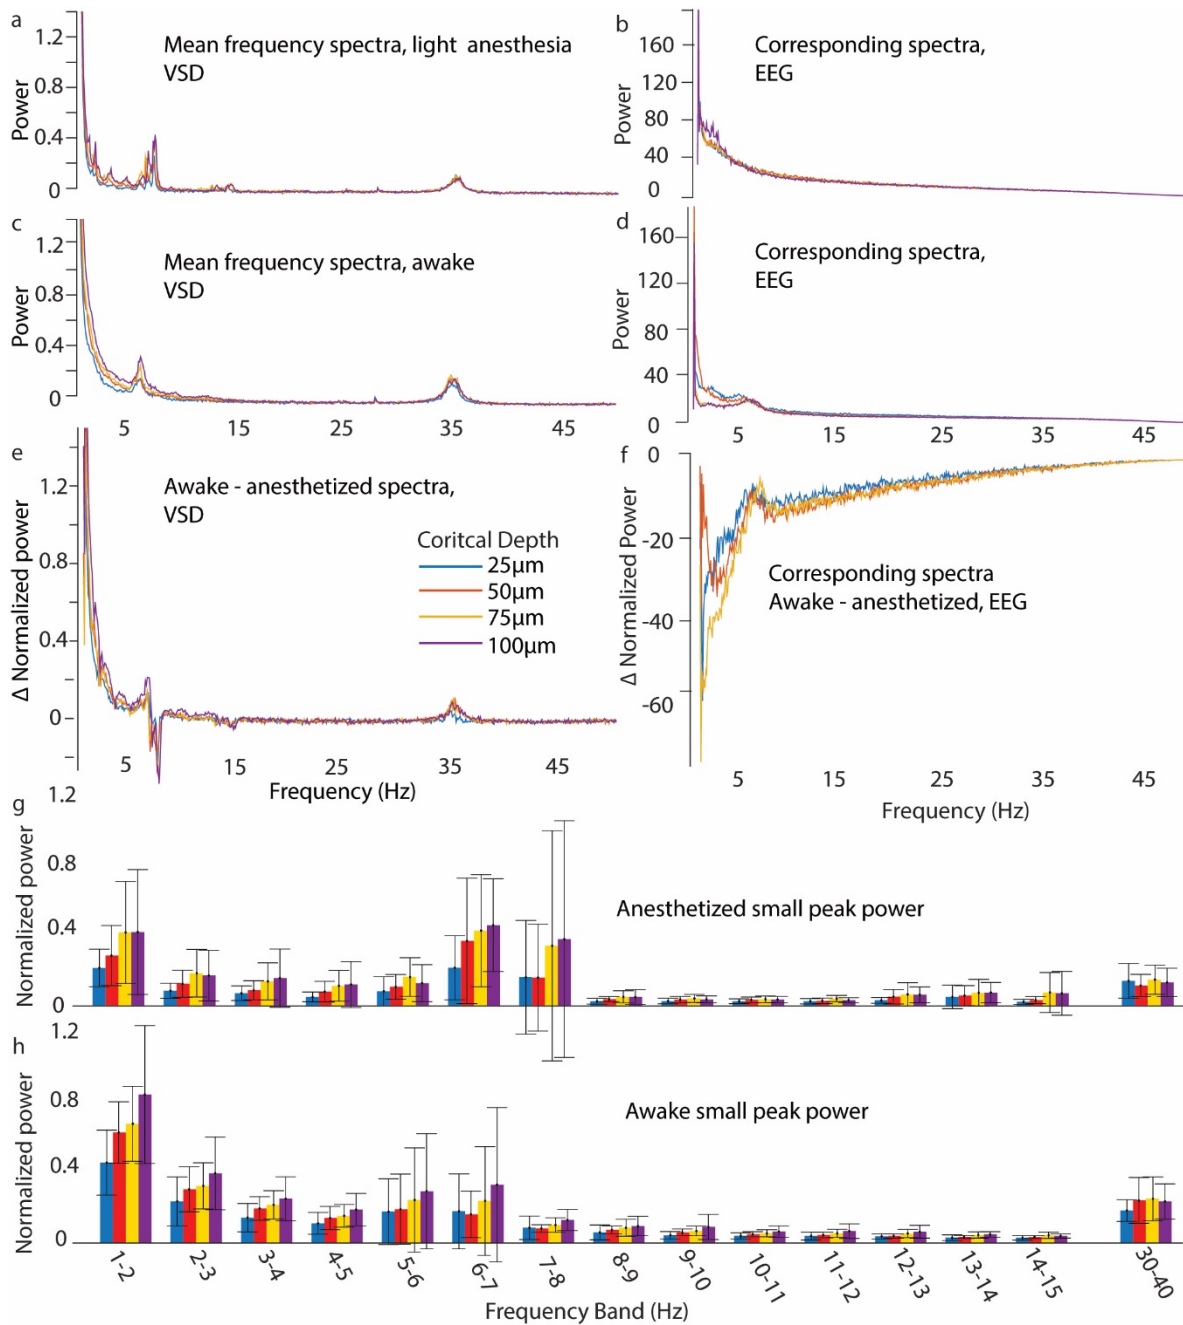 a
Mean frequency spectra, light anesthesia
VSD
Power
1.2
0.8
0.4
0
b
Corresponding spectra,
EEG
Power
160
120
80
40
0
c
Mean frequency spectra, awake
VSD
Power
1.2
0.8
0.4
0
5 15 25 35 45
d
Corresponding spectra,
EEG
Power
160
120
80
40
0
5 15 25 35 45
e
Awake - anesthetized spectra,
VSD
Δ Normalized power
1.2
0.8
0.4
0
Coritcal Depth
25µm
50µm
75µm
100µm
5 15 25 35 45
Frequency (Hz)
f
Δ Normalized Power
0
-20
-40
-60
Corresponding spectra
Awake - anesthetized, EEG
5 15 25 35 45
Frequency (Hz)
g
Normalized power
1.2
0.8
0.4
0
Anesthetized small peak power
h
Normalized power
1.2
0.8
0.4
0
Awake small peak power
1-2 2-3 3-4 4-5 5-6 6-7 7-8 8-9 9-10 10-11 11-12 12-13 13-14 14-15 30-40
Frequency Band (Hz)